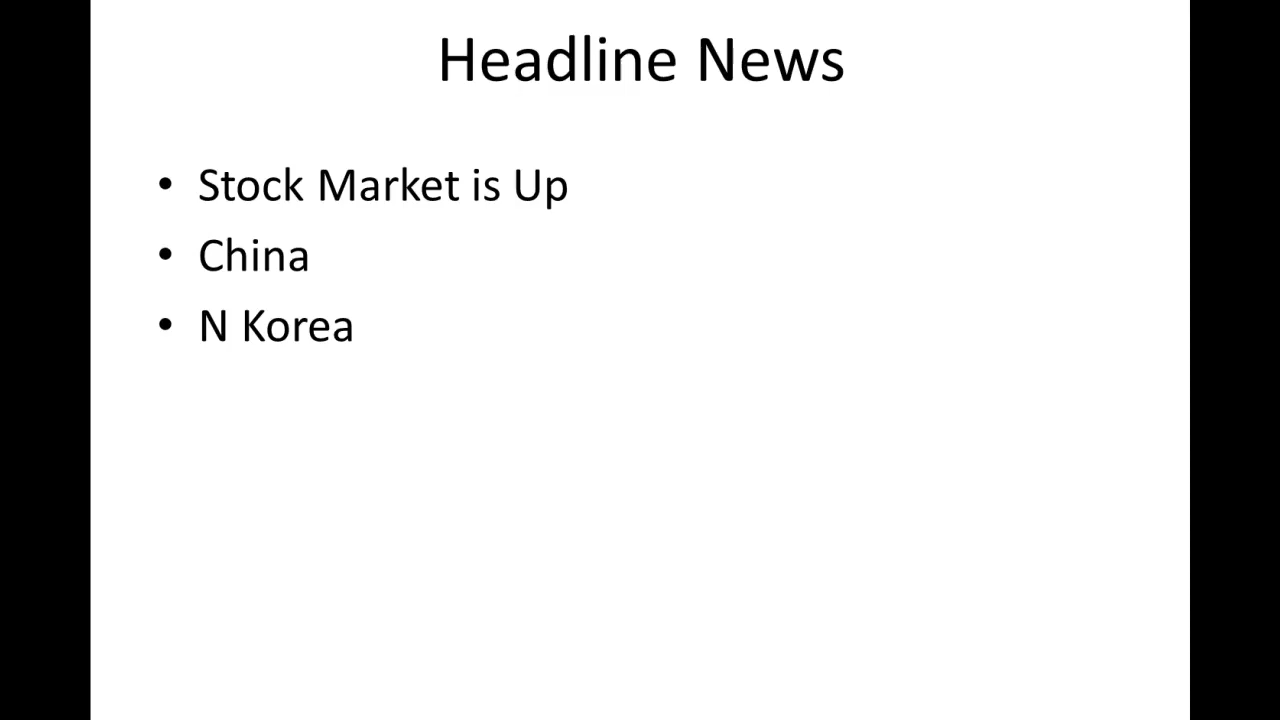 Headline News
• Stock Market is Up
• China
• N Korea